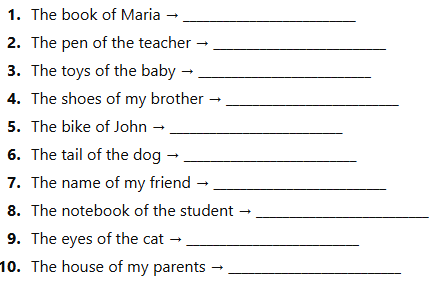 1. The book of Maria → ______________________
2. The pen of the teacher → ______________________
3. The toys of the baby → ______________________
4. The shoes of my brother → ______________________
5. The bike of John → ______________________
6. The tail of the dog → ______________________
7. The name of my friend → ______________________
8. The notebook of the student → ______________________
9. The eyes of the cat → ______________________
10. The house of my parents → ______________________